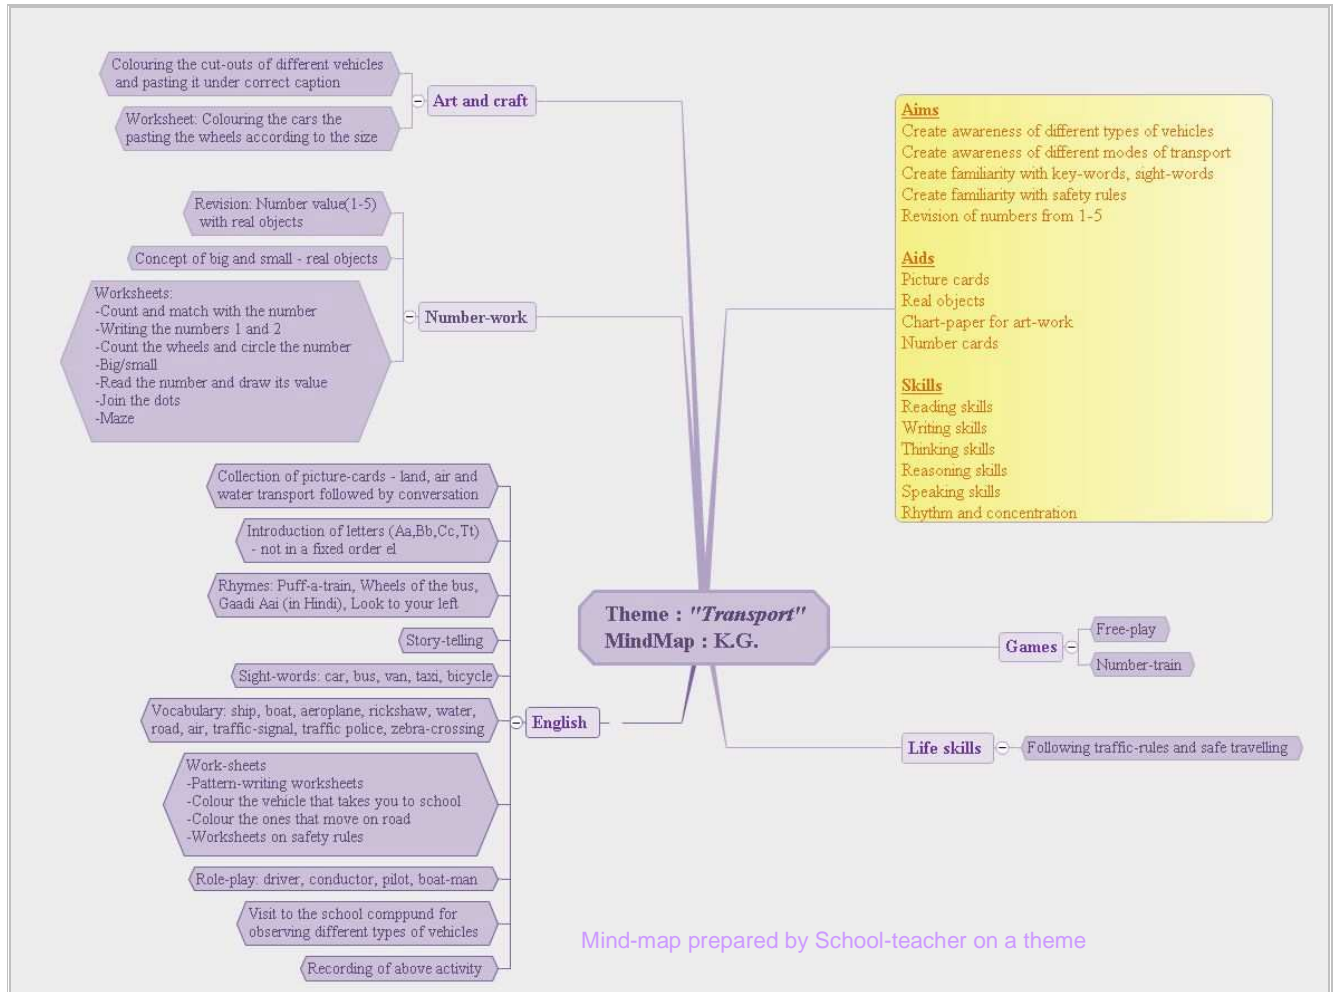 Colouring the cut-outs of different vehicles
and pasting it under correct caption
Worksheet: Colouring the cars the
pasting the wheels according to the size
Art and craft
Revision: Number value(1-5)
with real objects
Concept of big and small - real objects
Worksheets:
-Count and match with the number
-Writing the numbers 1 and 2
-Count the wheels and circle the number
-Big/small
-Read the number and draw its value
-Join the dots
-Maze
Number-work
Collection of picture-cards - land, air and
water transport followed by conversation
Introduction of letters (Aa,Bb,Cc,Tt)
- not in a fixed order el
Rhymes: Puff-a-train, Wheels of the bus,
Gaadi Aai (in Hindi), Look to your left
Story-telling
Sight-words: car, bus, van, taxi, bicycle
Vocabulary: ship, boat, aeroplane, rickshaw, water,
road, air, traffic-signal, traffic police, zebra-crossing
Work-sheets
-Pattern-writing worksheets
-Colour the vehicle that takes you to school
-Colour the ones that move on road
-Worksheets on safety rules
Role-play: driver, conductor, pilot, boat-man
Visit to the school comppund for
observing different types of vehicles
Recording of above activity
English
Theme : "Transport"
MindMap : K.G.
Aims
Create awareness of different types of vehicles
Create awareness of different modes of transport
Create familiarity with key-words, sight-words
Create familiarity with safety rules
Revision of numbers from 1-5
Aids
Picture cards
Real objects
Chart-paper for art-work
Number cards
Skills
Reading skills
Writing skills
Thinking skills
Reasoning skills
Speaking skills
Rhythm and concentration
Games
Free-play
Number-train
Life skills
Following traffic-rules and safe travelling
Mind-map prepared by School-teacher on a theme